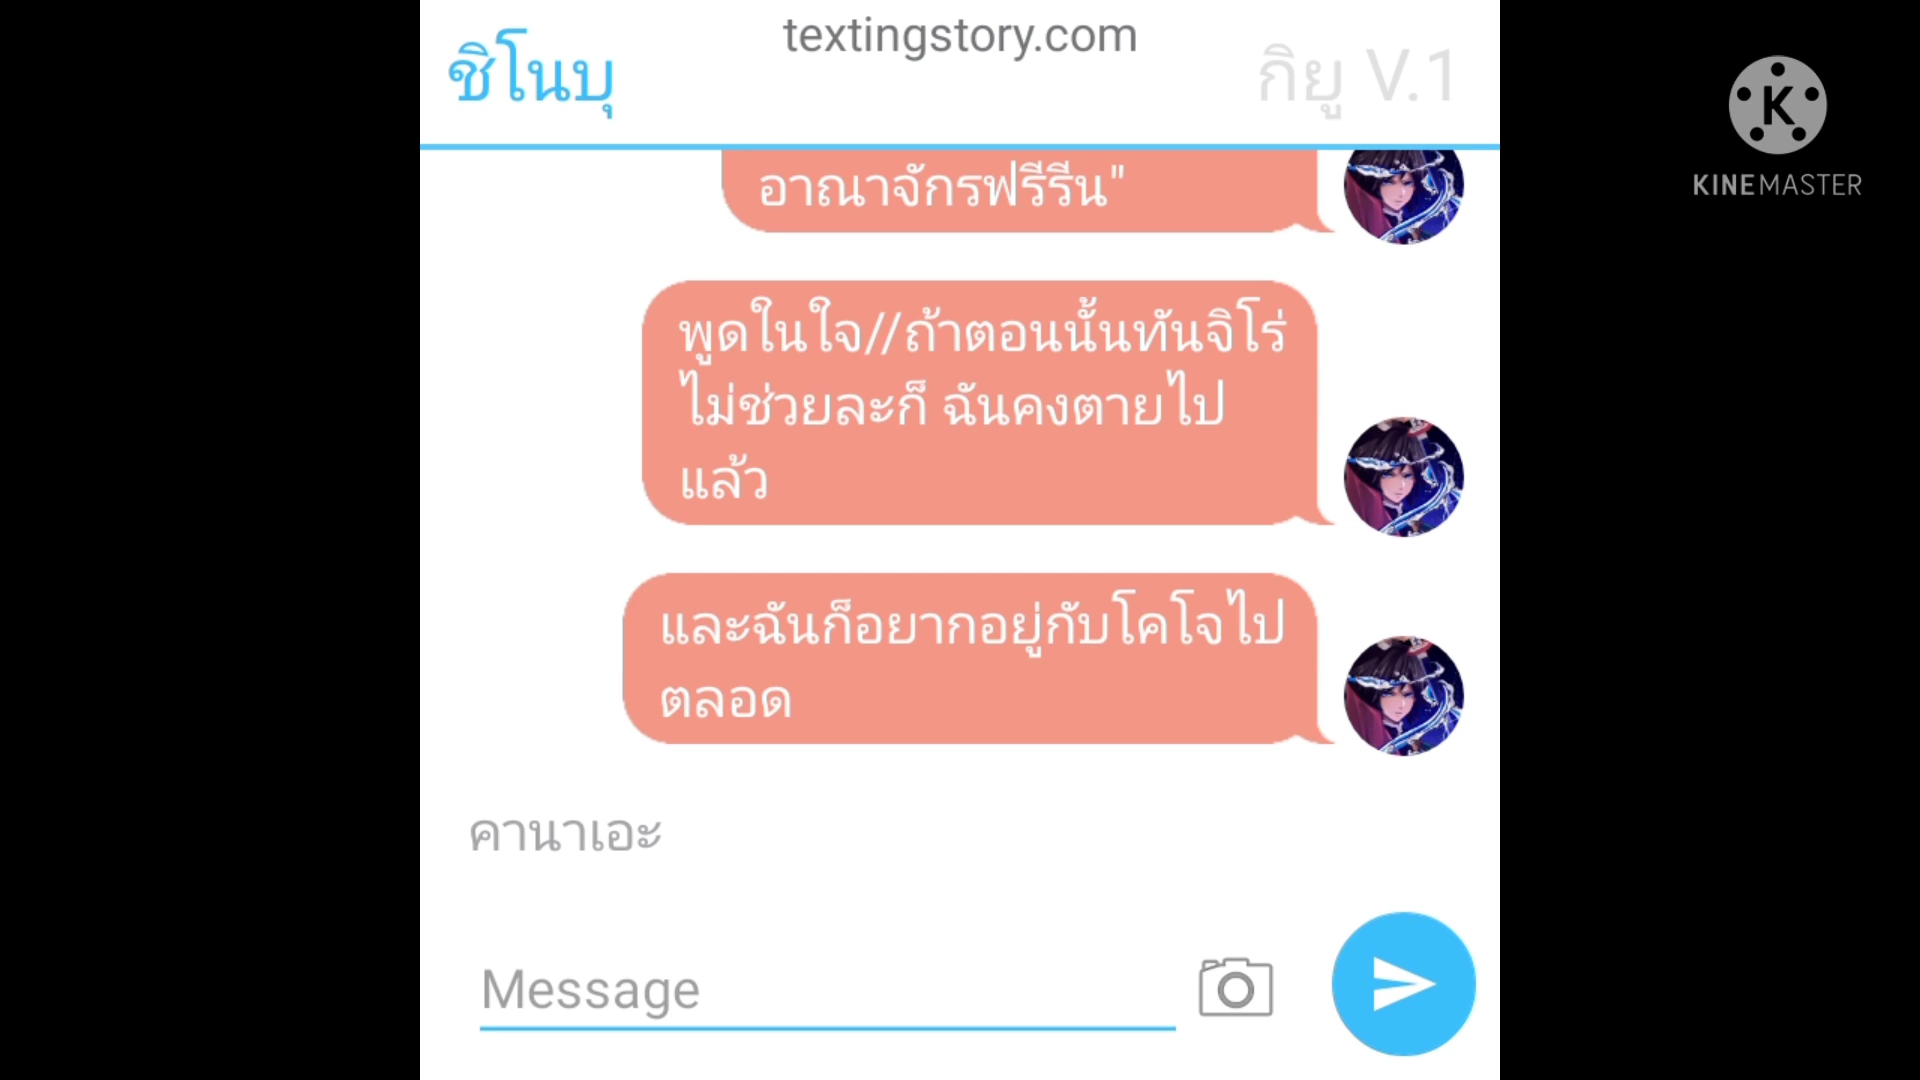 textingstory.com
ชิโนบุ
กิยู V.1
KINEMASTER
อาณาจักรฟรีรีน"
พูดในใจ//ถ้าตอนนั้นทันจิโร่
ไม่ช่วยละก็ ฉันคงตายไป
แล้ว
และฉันก็อยากอยู่กับโคโจไป
ตลอด
คานาเอะ
Message